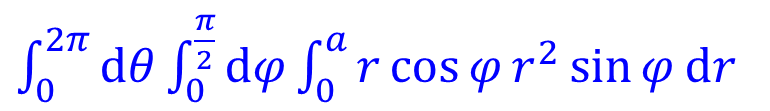 ∫₀^{2π} dθ ∫₀^{π/2} dφ ∫₀^{a} r cos φ r² sin φ dr